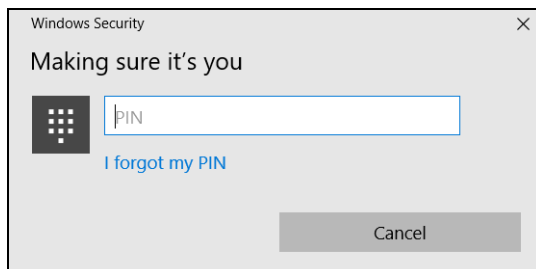 Windows Security
Making sure it’s you
PIN
I forgot my PIN
Cancel